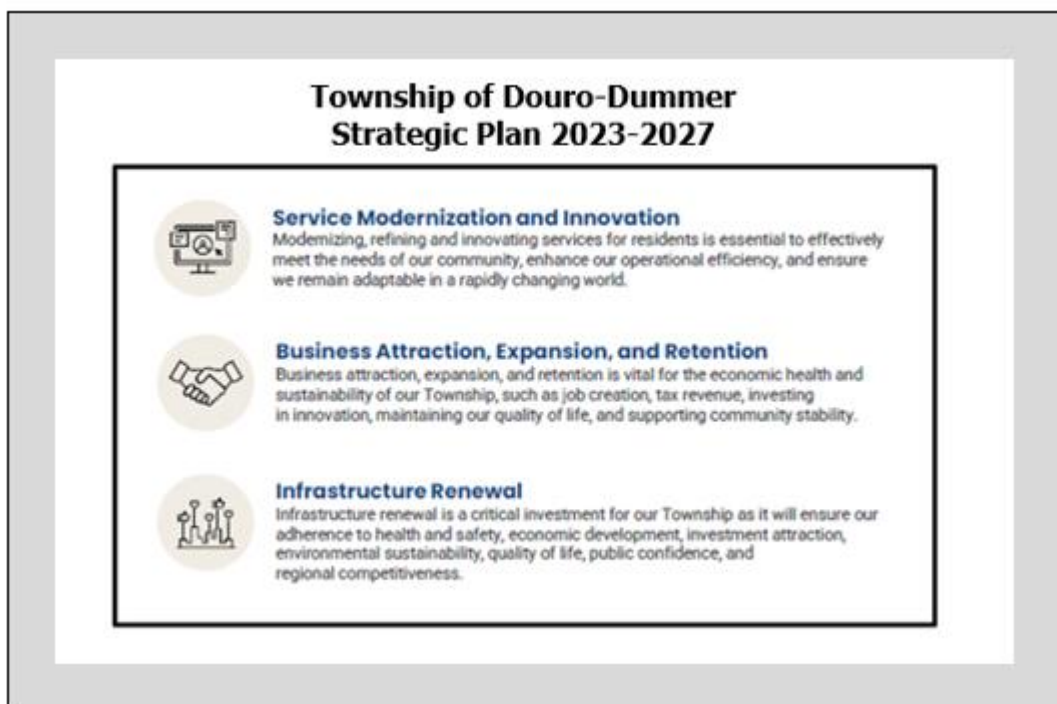 Township of Douro-Dummer
Strategic Plan 2023-2027
Service Modernization and Innovation
Modernizing, refining and innovating services for residents is essential to effectively
meet the needs of our community, enhance our operational efficiency, and ensure
we remain adaptable in a rapidly changing world.
Business Attraction, Expansion, and Retention
Business attraction, expansion, and retention is vital for the economic health and
sustainability of our Township, such as job creation, tax revenue, investing
in innovation, maintaining our quality of life, and supporting community stability.
Infrastructure Renewal
Infrastructure renewal is a critical investment for our Township as it will ensure our
adherence to health and safety, economic development, investment attraction,
environmental sustainability, quality of life, public confidence, and
regional competitiveness.